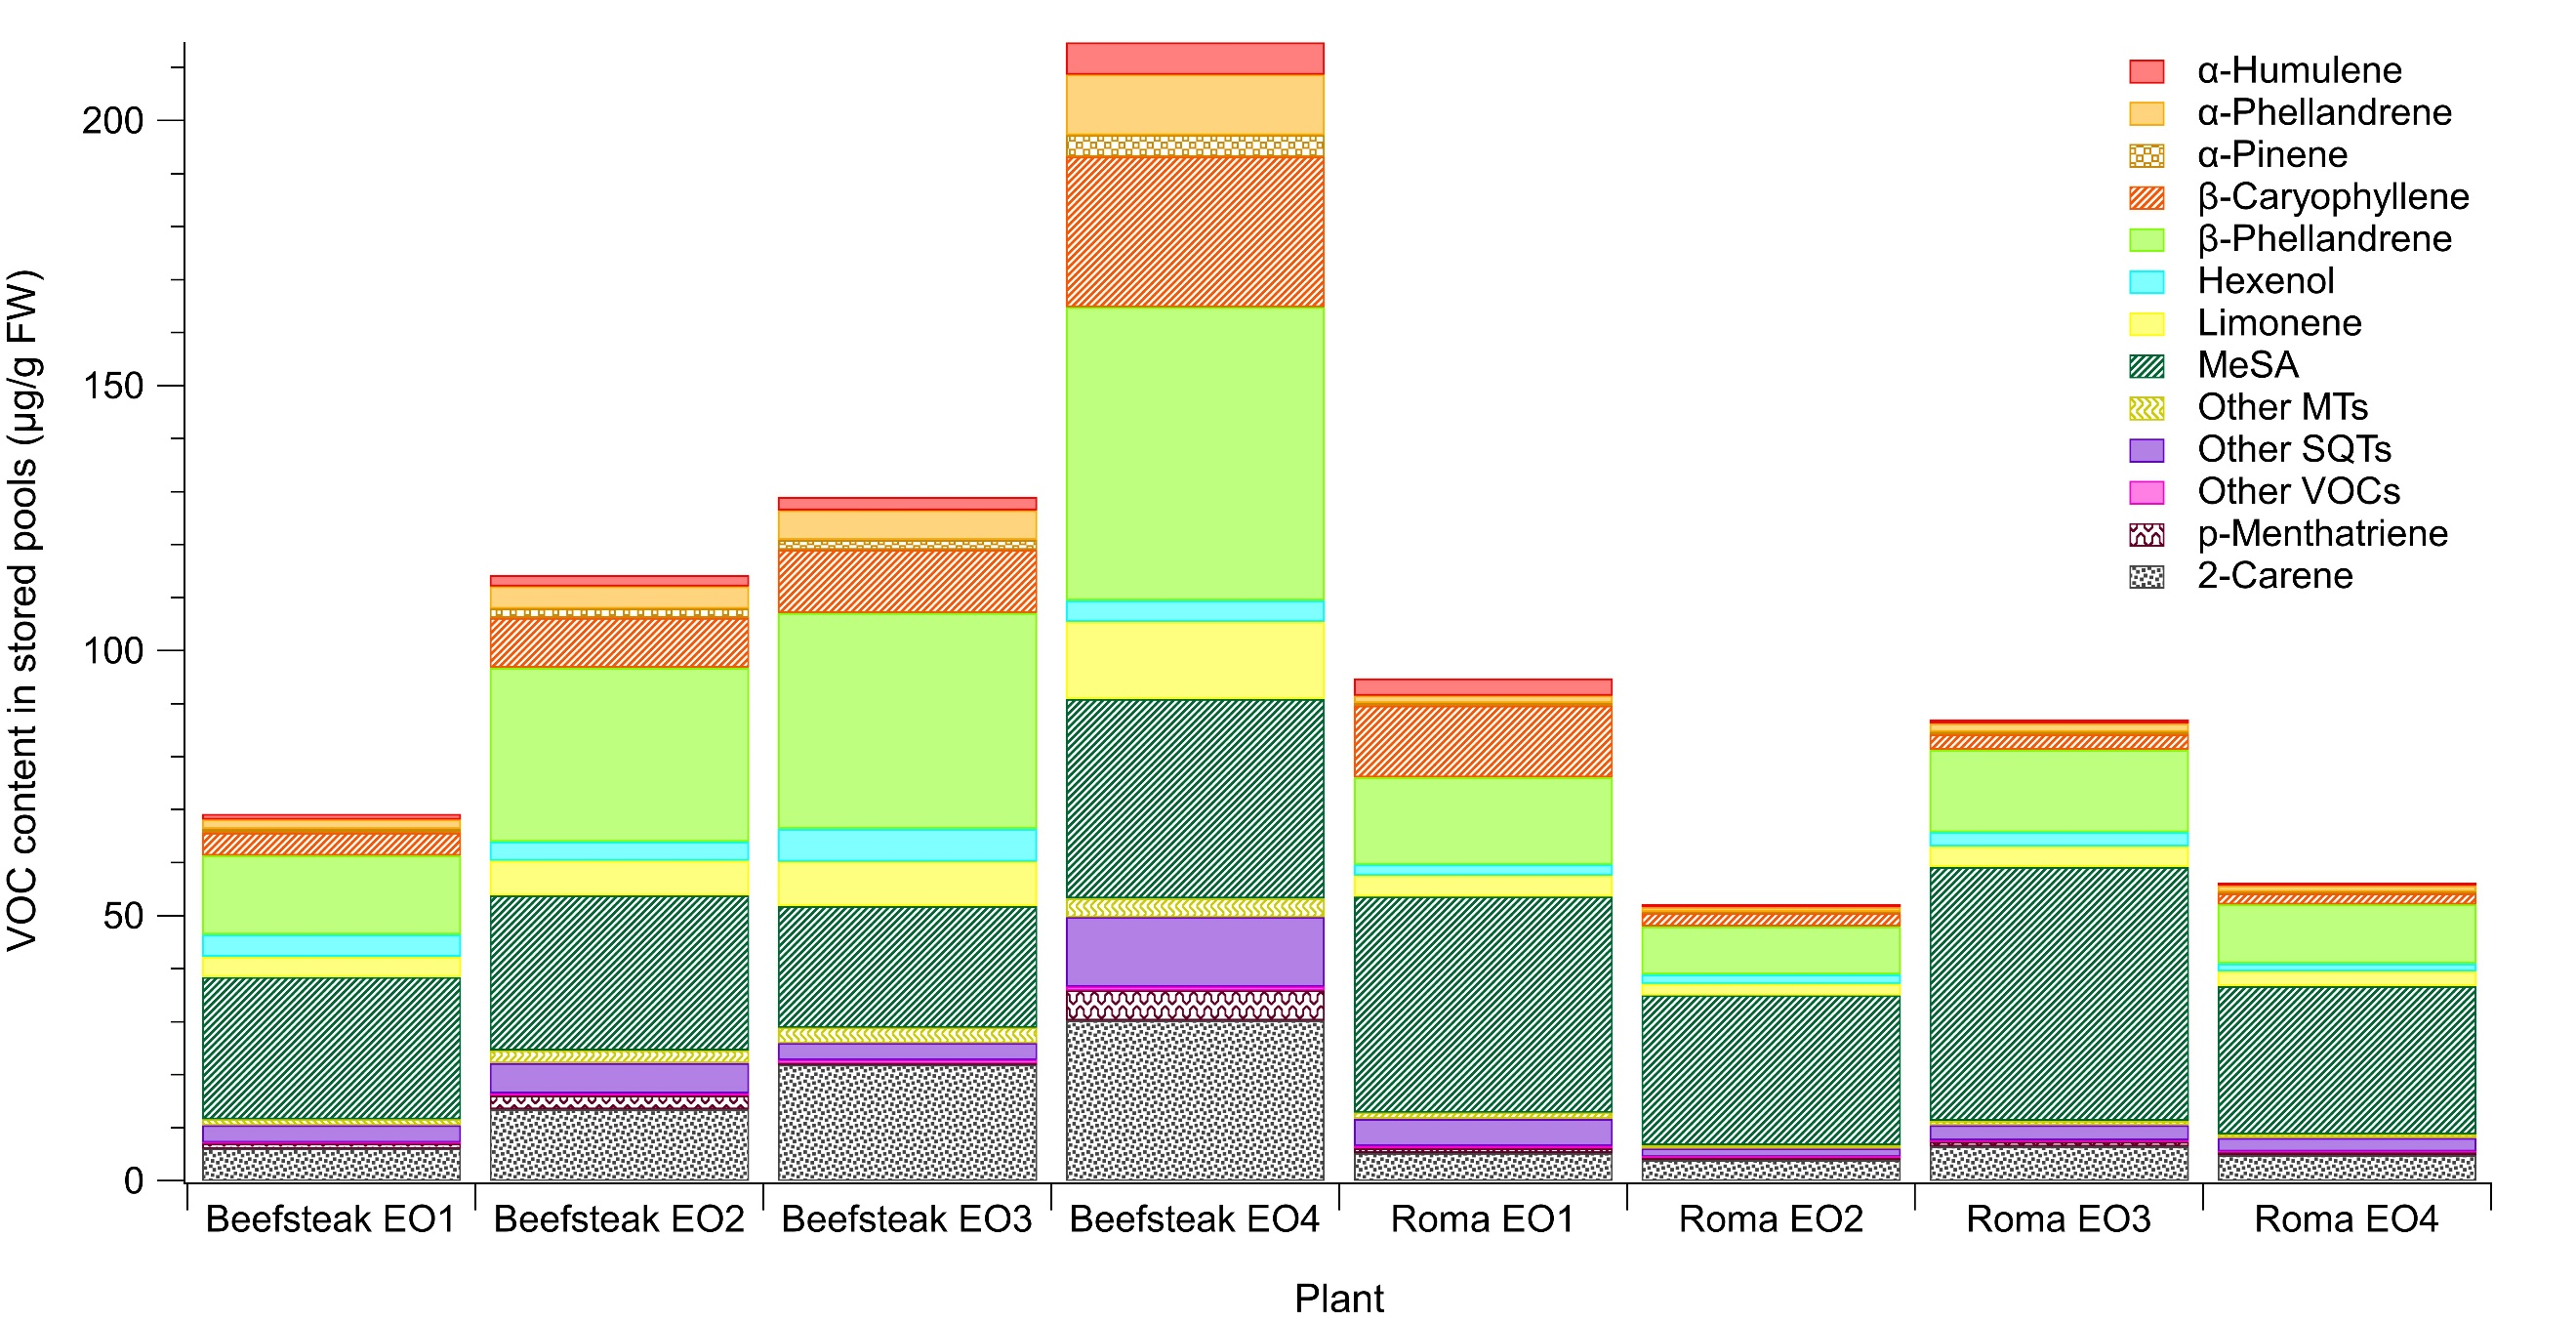 VOC content in stored pools (µg/g FW)
200
150
100
50
0
α-Humulene
α-Phellandrene
α-Pinene
β-Caryophyllene
β-Phellandrene
Hexenol
Limonene
MeSA
Other MTs
Other SQTs
Other VOCs
p-Menthatriene
2-Carene
Beefsteak EO1 Beefsteak EO2 Beefsteak EO3 Beefsteak EO4 Roma EO1 Roma EO2 Roma EO3 Roma EO4
Plant